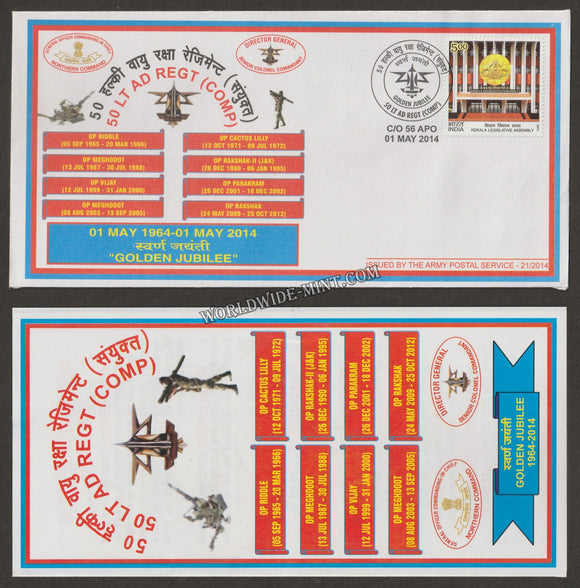 GENERAL OFFICER COMMANDING-IN-CHIEF
NORTHERN COMMAND
DIRECTOR GENERAL
SENIOR COLONEL COMMANDANT
50 हल्की वायु रक्षा रेजिमेन्ट (संयुक्त)
50 LT AD REGT (COMP)
OP RIDDLE
(05 SEP 1965 - 20 MAR 1966)
OP CACTUS LILLY
(12 OCT 1971 - 09 JUL 1972)
OP MEGHDOOT
(13 JUL 1987 - 30 JUL 1988)
OP RAKSHAK-II (J&K)
(26 DEC 1990 - 06 JAN 1995)
OP VIJAY
(12 JUL 1999 - 31 JAN 2000)
OP PARAKRAM
(26 DEC 2001 - 18 DEC 2002)
OP MEGHDOOT
(08 AUG 2003 - 13 SEP 2005)
OP RAKSHAK
(24 MAY 2009 - 25 OCT 2012)
01 MAY 1964-01 MAY 2014
स्वर्ण जयंती
"GOLDEN JUBILEE"
50 हल्की वायु रक्षा रेजिमेन्ट (संयुक्त)
स्वर्ण जयंती
GOLDEN JUBILEE
50 LT AD REGT (COMP)
C/O 56 APO
01 MAY 2014
500
भारत
INDIA
KERALA LEGISLATIVE ASSEMBLY
ISSUED BY THE ARMY POSTAL SERVICE - 21/2014
WORLDWIDE-MINT.COM
50 हल्की वायु रक्षा रेजिमेन्ट (संयुक्त)
50 LT AD REGT (COMP)
OP RIDDLE
(05 SEP 1965 - 20 MAR 1966)
OP CACTUS LILLY
(12 OCT 1971 - 09 JUL 1972)
OP MEGHDOOT
(13 JUL 1987 - 30 JUL 1988)
OP RAKSHAK-II (J&K)
(26 DEC 1990 - 06 JAN 1995)
OP VIJAY
(12 JUL 1999 - 31 JAN 2000)
OP PARAKRAM
(26 DEC 2001 - 18 DEC 2002)
OP MEGHDOOT
(08 AUG 2003 - 13 SEP 2005)
OP RAKSHAK
(24 MAY 2009 - 25 OCT 2012)
GENERAL OFFICER COMMANDING-IN-CHIEF
NORTHERN COMMAND
DIRECTOR GENERAL
SENIOR COLONEL COMMANDANT
स्वर्ण जयंती
GOLDEN JUBILEE
1964-2014